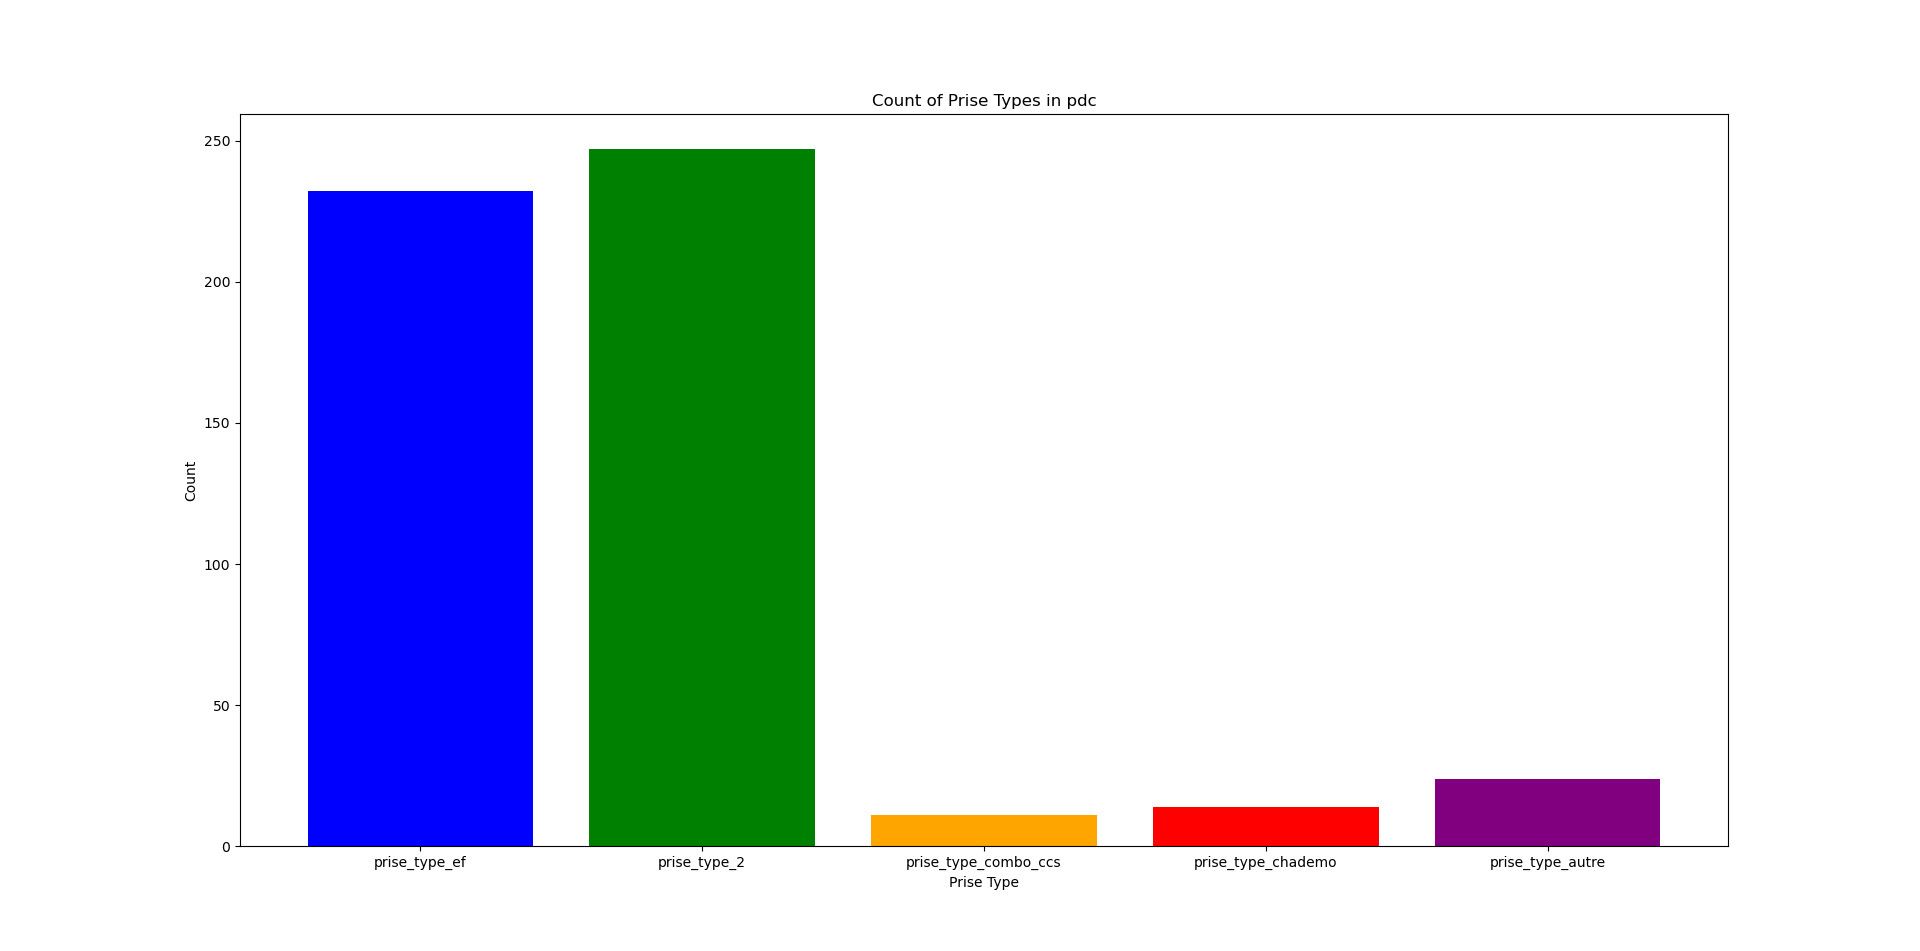 Count of Prise Types in pdc
250
200
150
100
50
0
Count
prise_type_ef prise_type_2 prise_type_combo_ccs prise_type_chademo prise_type_autre
Prise Type